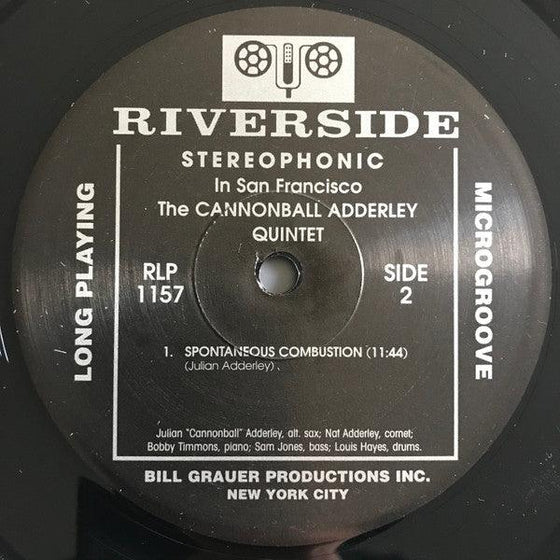 RIVERSIDE
STEREOPHONIC
In San Francisco
The CANNONBALL ADDERLEY
QUINTET
LONG PLAYING
MICROGROOVE
RLP
1157
SIDE
2
1. SPONTANEOUS COMBUSTION (11:44)
(Julian Adderley)
Julian "Cannonball" Adderley, alt. sax; Nat Adderley, cornet;
Bobby Timmons, piano; Sam Jones, bass; Louis Hayes, drums.
BILL GRAUER PRODUCTIONS INC.
NEW YORK CITY